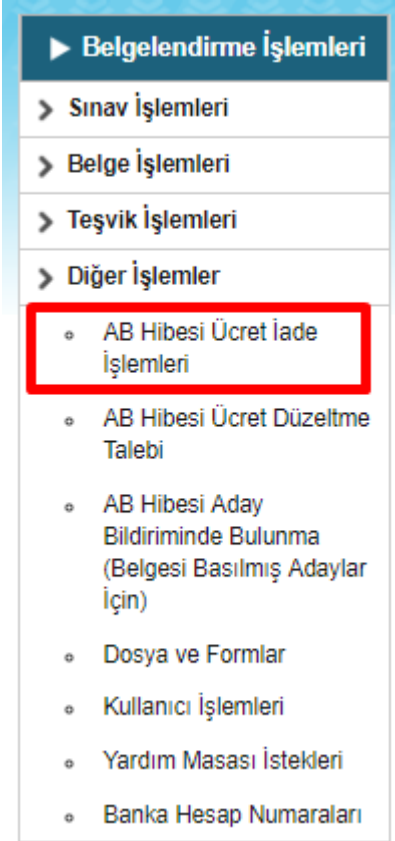 Belgelendirme İşlemleri
Sınav İşlemleri
Belge İşlemleri
Teşvik İşlemleri
Diğer İşlemler
AB Hibesi Ücret İade
İşlemleri
AB Hibesi Ücret Düzeltme
Talebi
AB Hibesi Aday
Bildiriminde Bulunma
(Belgesi Basılmış Adaylar
İçin)
Dosya ve Formlar
Kullanıcı İşlemleri
Yardım Masası İstekleri
Banka Hesap Numaraları